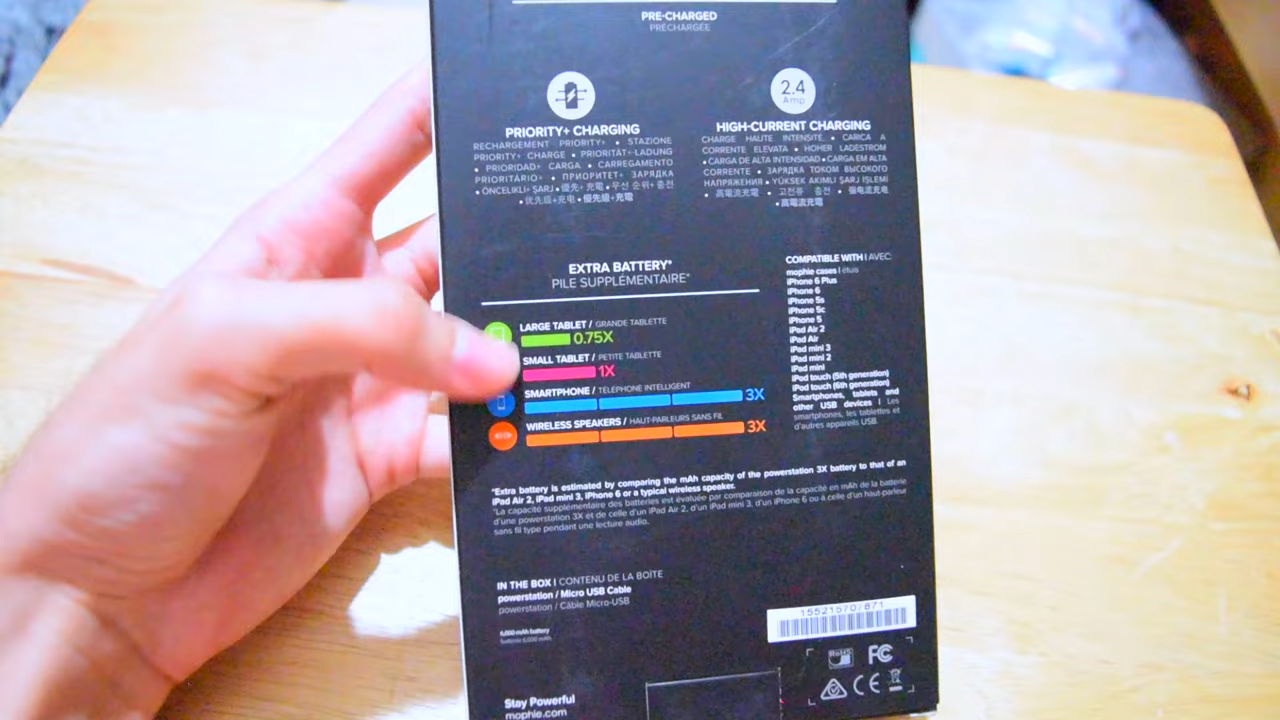 PRE-CHARGED
PRÉCHARGÉE
PRIORITY+ CHARGING
RECHARGEMENT PRIORITY+ • STAZIONE
PRIORITY+ CHARGE • PRIORITÄT+-LADUNG
• PRIORIDAD+ CARGA • CARREGAMENTO
PRIORITÁRIO+ • ПРИОРИТЕТ+ ЗАРЯДКА
• ÖNCELIKLI+ ŞARJ • 優先+ 充電 • 우선 순위+ 충전
• 优先级+充电 • 優先級+充電
2.4
Amp
HIGH-CURRENT CHARGING
CHARGE HAUTE INTENSITE • CARICA A
CORRENTE ELEVATA • HOHER LADESTROM
• CARGA DE ALTA INTENSIDAD • CARGA EM ALTA
CORRENTE • ЗАРЯДКА ТОКОМ ВЫСОКОГО
НАПРЯЖЕНИЯ • YÜKSEK AKIMLI ŞARJ IŞLEMI
• 高電流充電 • 고전류 충전 • 强电流充电
• 高電流充電
EXTRA BATTERY*
PILE SUPPLÉMENTAIRE*
LARGE TABLET / GRANDE TABLETTE
0.75X
SMALL TABLET / PETITE TABLETTE
1X
SMARTPHONE / TÉLÉPHONE INTELLIGENT
3X
WIRELESS SPEAKERS / HAUT-PARLEURS SANS FIL
3X
COMPATIBLE WITH | AVEC:
mophie cases | étuis
iPhone 6 Plus
iPhone 6
iPhone 5s
iPhone 5c
iPhone 5
iPad Air 2
iPad Air
iPad mini 3
iPad mini 2
iPad mini
iPod touch (5th generation)
iPod touch (6th generation)
Smartphones, tablets and
other USB devices | Les
smartphones, les tablettes et
d'autres appareils USB.
*Extra battery is estimated by comparing the mAh capacity of the powerstation 3X battery to that of an
iPad Air 2, iPad mini 3, iPhone 6 or a typical wireless speaker.
*La capacité supplémentaire des batteries est évaluée par comparaison de la capacité en mAh de la batterie
d'une powerstation 3X et de celle d'un iPad Air 2, d'un iPad mini 3, d'un iPhone 6 ou à celle d'un haut-parleur
sans fil type pendant une lecture audio.
IN THE BOX | CONTENU DE LA BOÎTE
powerstation / Micro USB Cable
powerstation / Câble Micro-USB
6,000 mAh battery
Batterie 6,000 mAh
15521570/871
RoHS
FC
CE
Stay Powerful
mophie.com